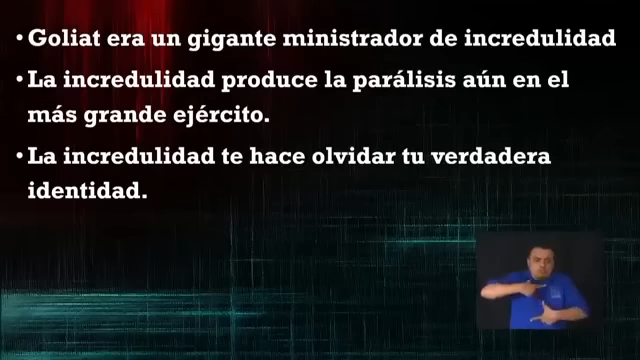 • Goliat era un gigante ministrador de incredulidad
• La incredulidad produce la parálisis aún en el
más grande ejército.
• La incredulidad te hace olvidar tu verdadera
identidad.